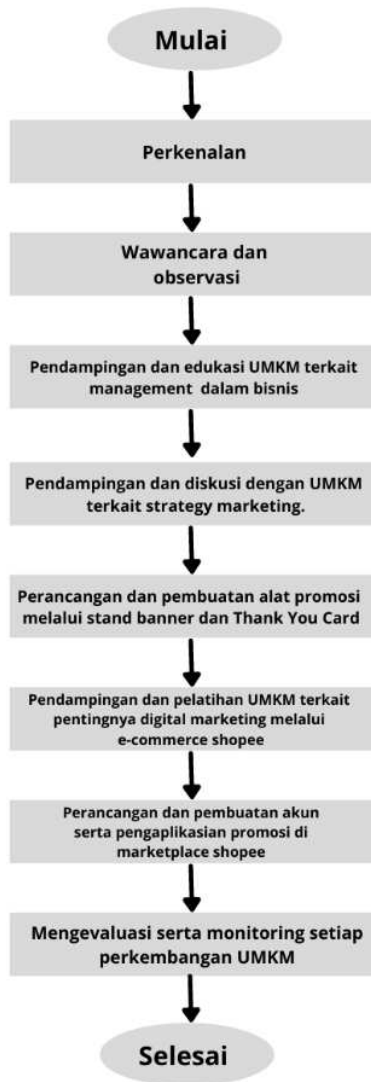 Mulai
Perkenalan
Wawancara dan
observasi
Pendampingan dan edukasi UMKM terkait
management dalam bisnis
Pendampingan dan diskusi dengan UMKM
terkait strategy marketing.
Perancangan dan pembuatan alat promosi
melalui stand banner dan Thank You Card
Pendampingan dan pelatihan UMKM terkait
pentingnya digital marketing melalui
e-commerce shopee
Perancangan dan pembuatan akun
serta pengaplikasian promosi di
marketplace shopee
Mengevaluasi serta monitoring setiap
perkembangan UMKM
Selesai